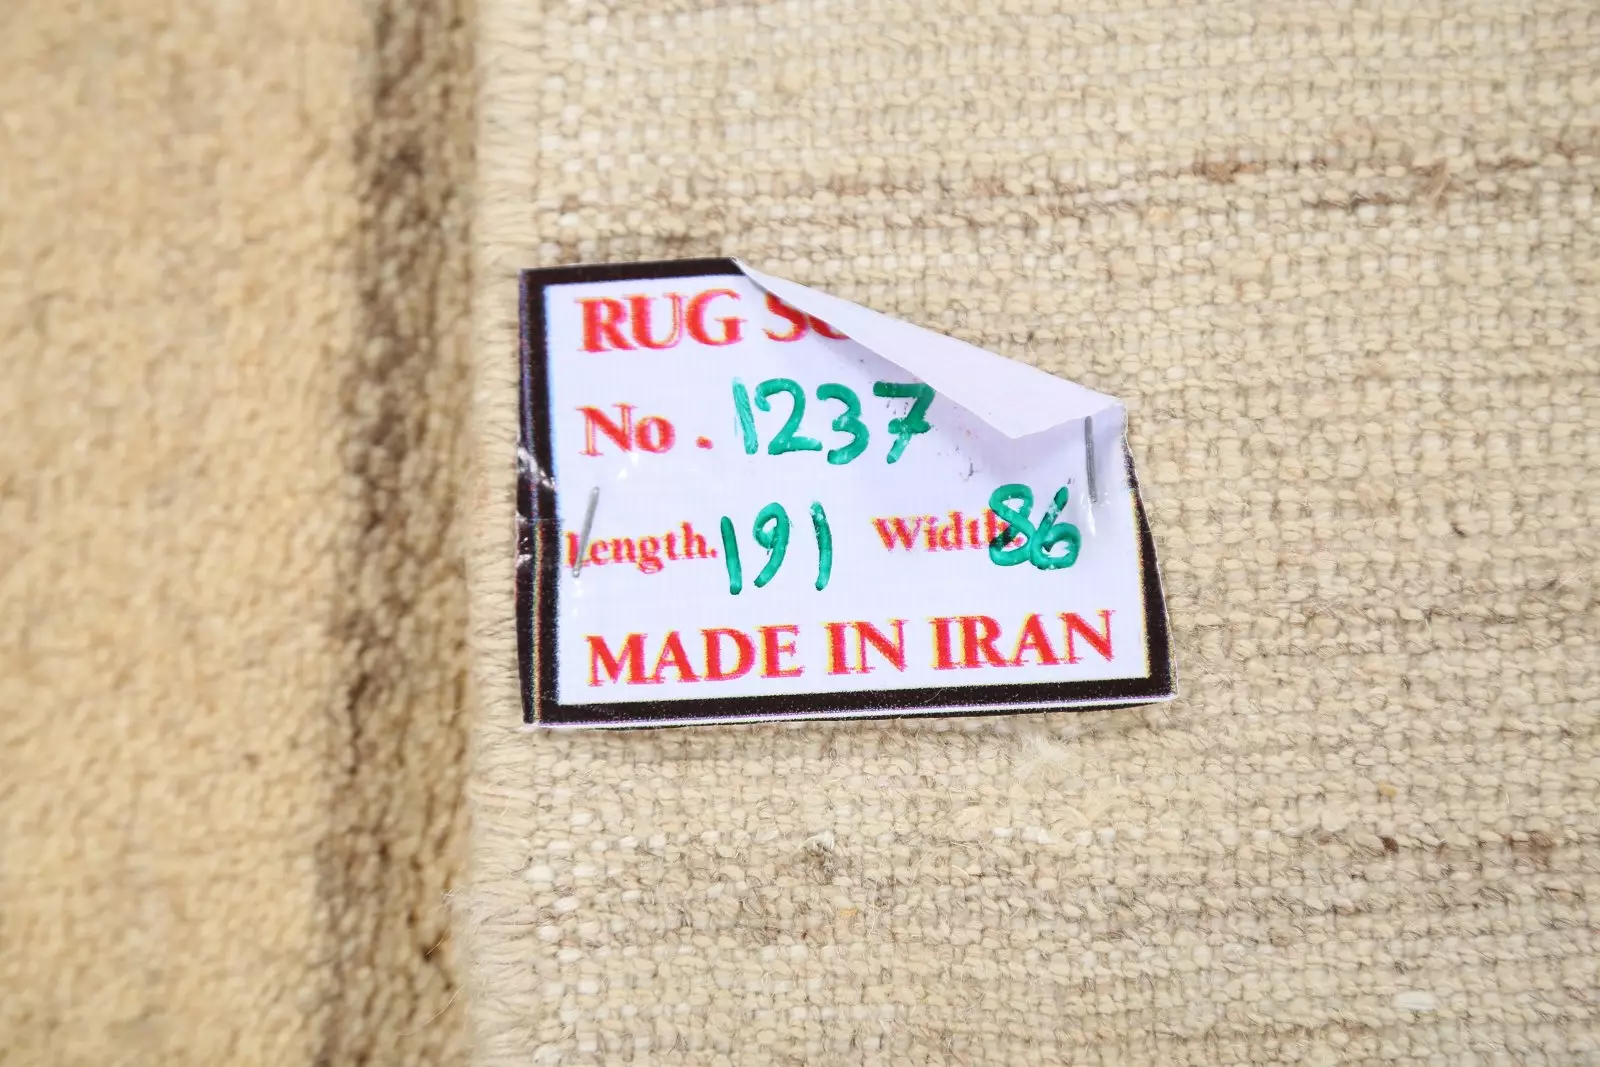 RUG
No. 1237
Length. 191 Width. 86
MADE IN IRAN